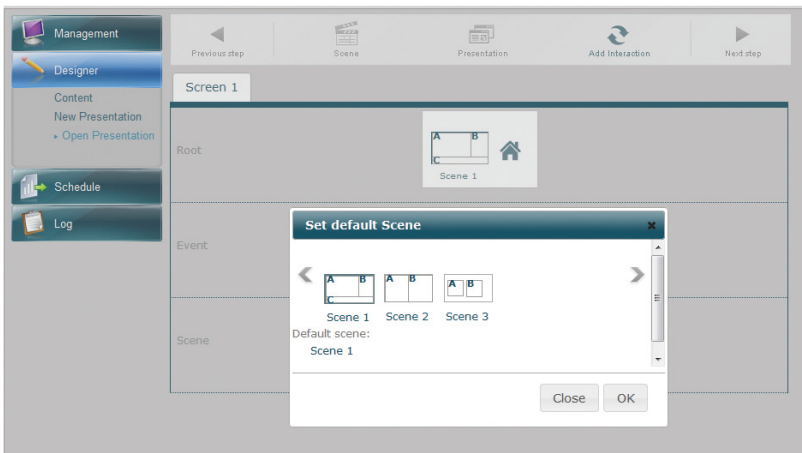 Management
Designer
Content
New Presentation
Open Presentation
Schedule
Log
Previous step
Scene
Presentation
Add Interaction
Next step
Screen 1
Root
A B
C
Scene 1
Event
Scene
Set default Scene
A B
C
A B
A B
Scene 1 Scene 2 Scene 3
Default scene:
Scene 1
Close OK